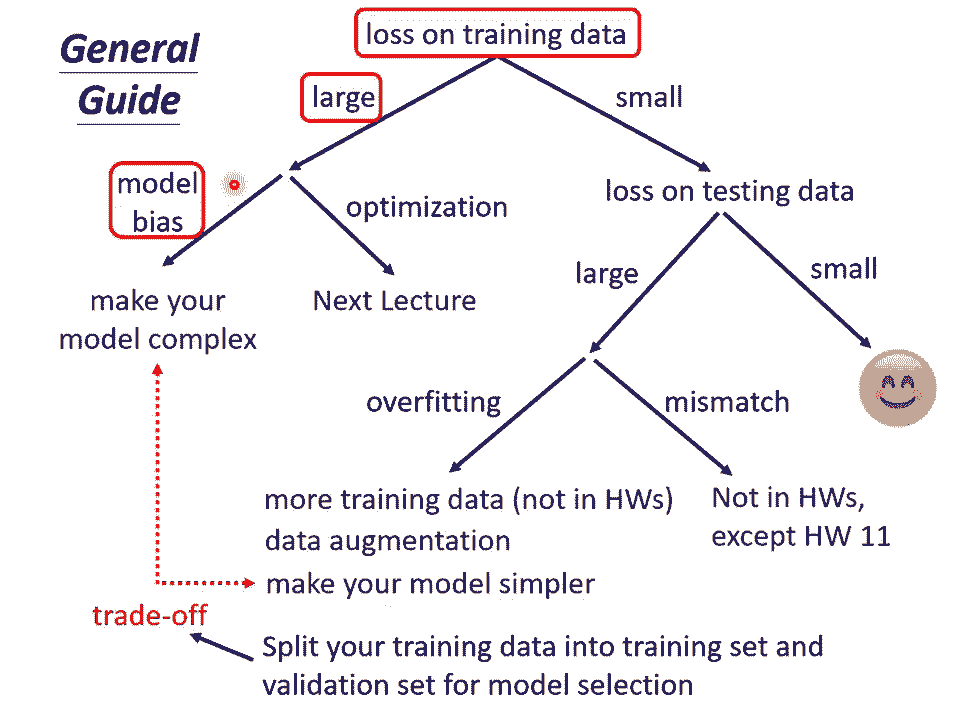 General
Guide
loss on training data
large
small
model
bias
optimization
loss on testing data
make your
model complex
Next Lecture
large
small
overfitting
mismatch
more training data (not in HWs)
data augmentation
make your model simpler
Not in HWs,
except HW 11
trade-off
Split your training data into training set and
validation set for model selection